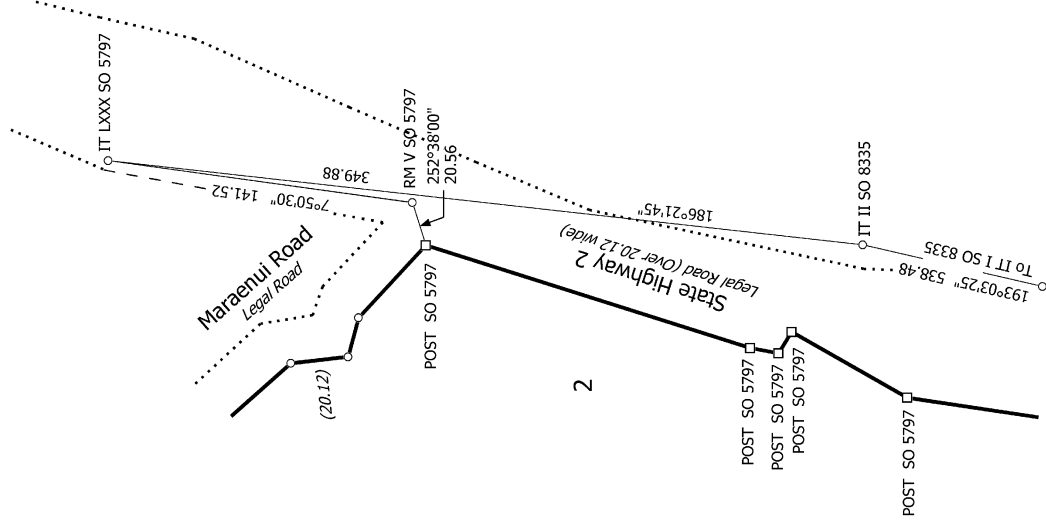 IT LXXX SO 5797
349.88
141.52
7°50'30"
RM V SO 5797
252°38'00"
20.56
Maraenui Road
Legal Road
186°21'45"
IT II SO 8335
To IT I SO 8335
538.48
193°03'25"
State Highway 2
Legal Road (Over 20.12 wide)
(20.12)
POST SO 5797
2
POST SO 5797
POST SO 5797
POST SO 5797
POST SO 5797